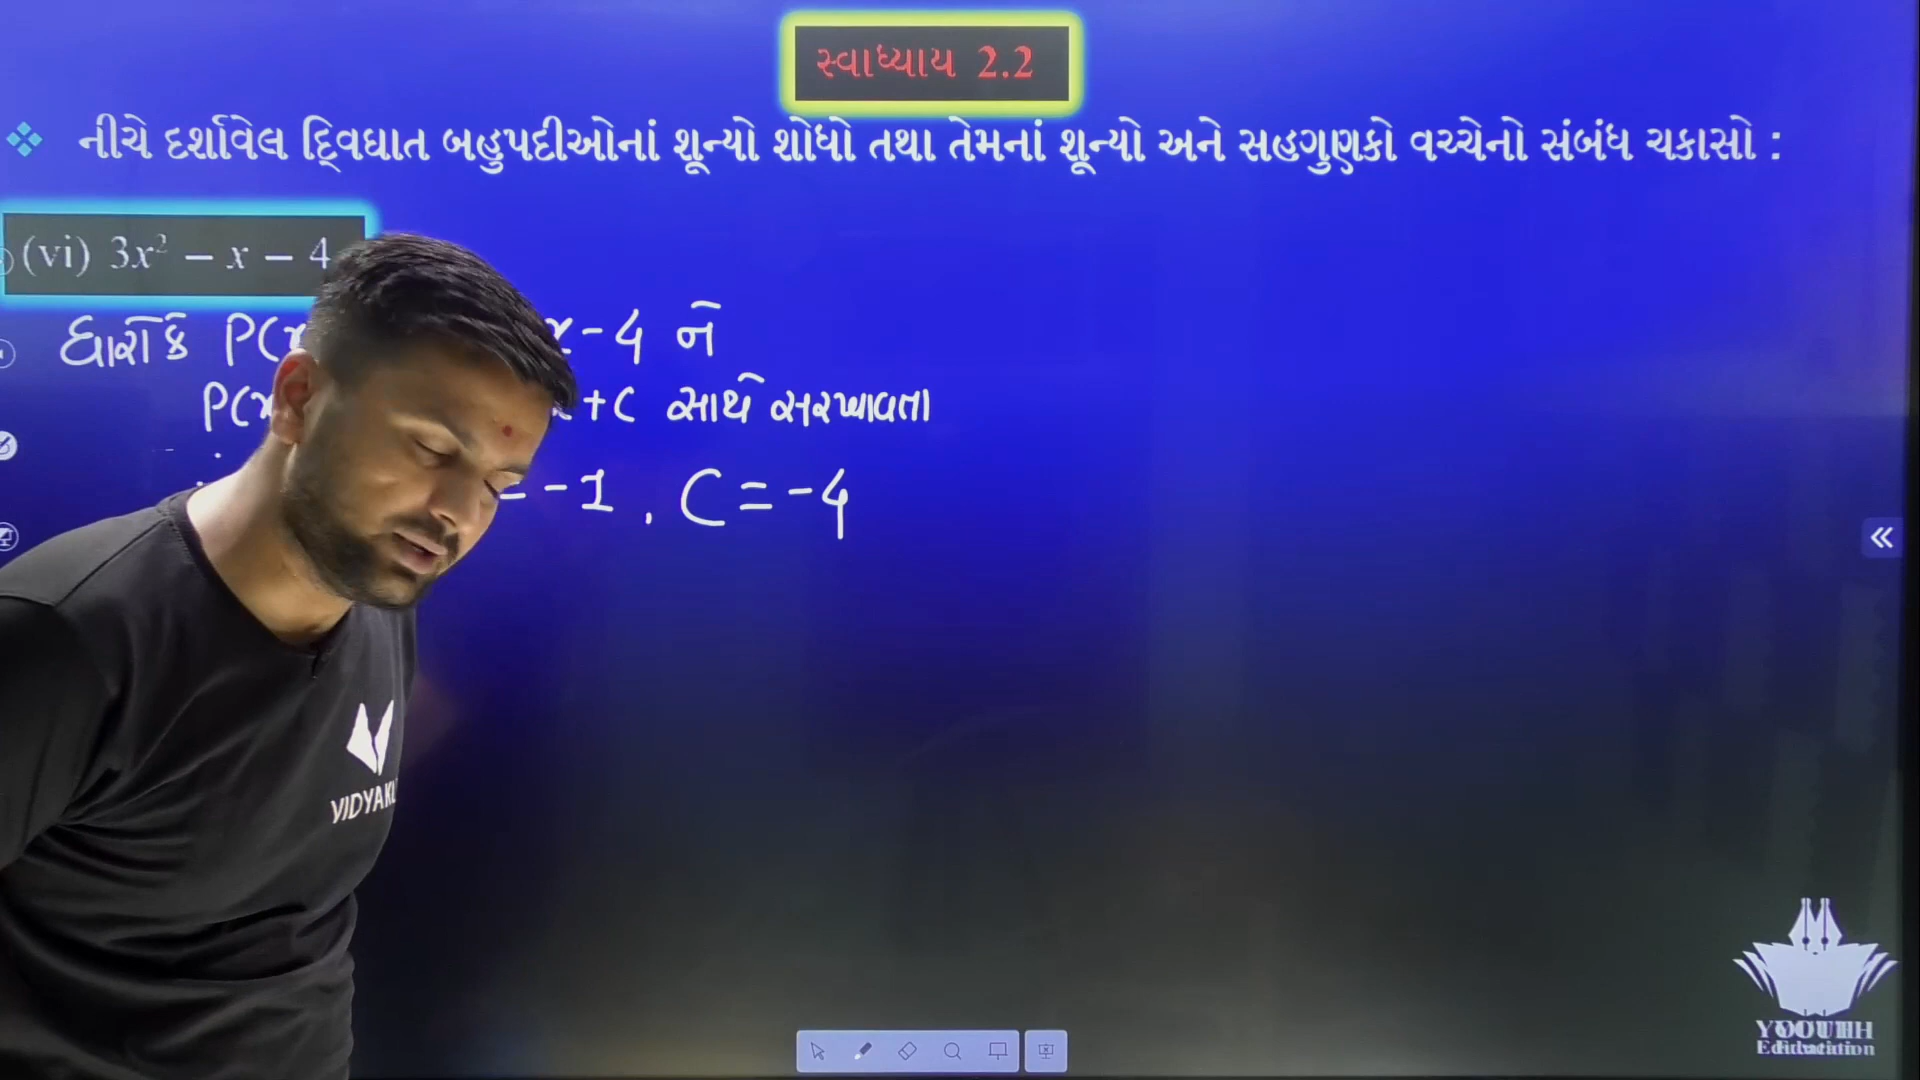 સ્વાધ્યાય 2.2
❖ નીચે દર્શાવેલ દ્વિઘાત બહુપદીઓનાં શૂન્યો શોધો તથા તેમનાં શૂન્યો અને સહગુણકો વચ્ચેનો સંબંધ ચકાસો :
(vi) 3x² – x – 4
ધારોકે P(x - 4 ને
P(x +C સાથે સરખાવતા
= -1 , C = -4
VIDYAKU
YOUTH
Education